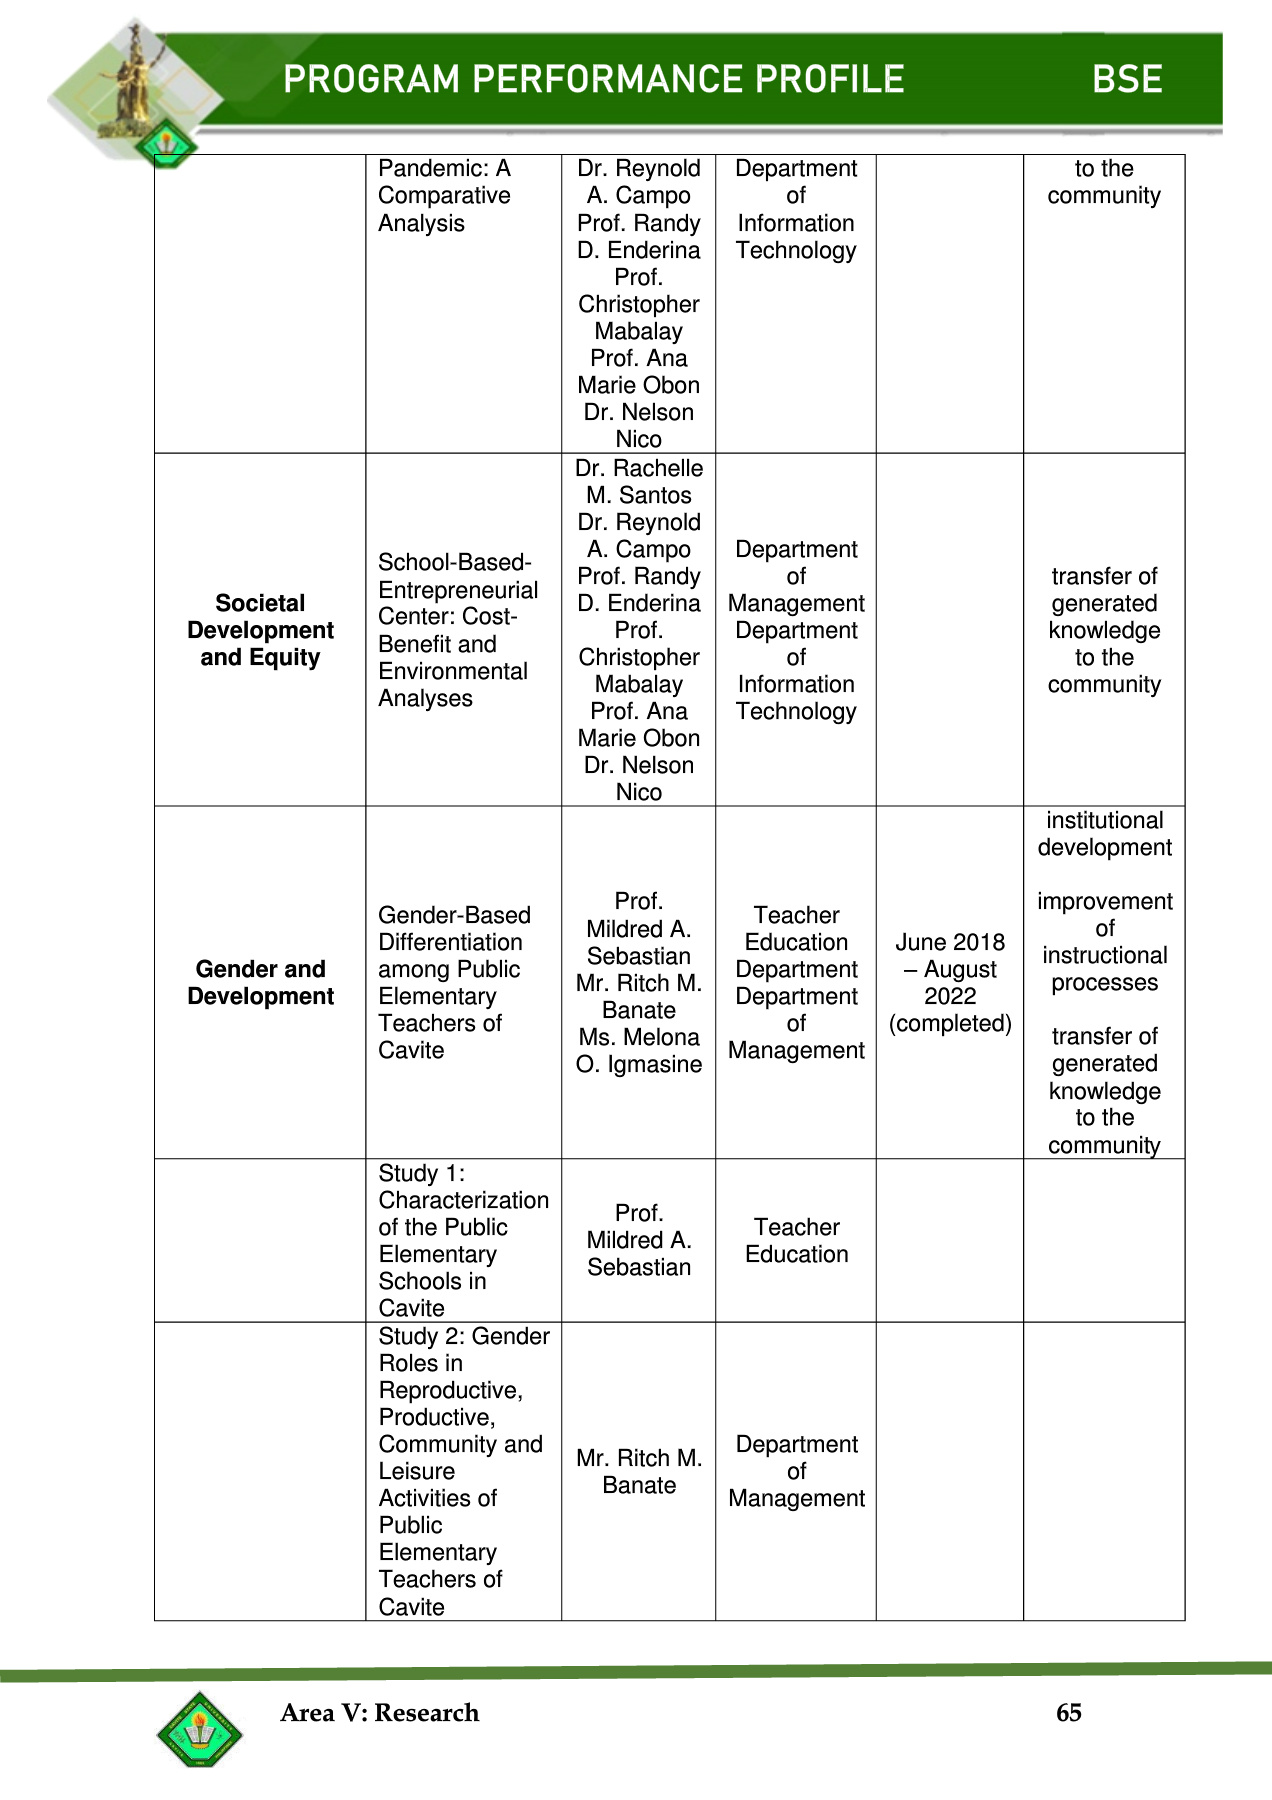 PROGRAM PERFORMANCE PROFILE BSE
Pandemic: A
Comparative
Analysis
Dr. Reynold
A. Campo
Prof. Randy
D. Enderina
Prof.
Christopher
Mabalay
Prof. Ana
Marie Obon
Dr. Nelson
Nico
Department
of
Information
Technology
to the
community
Societal
Development
and Equity
School-Based-
Entrepreneurial
Center: Cost-
Benefit and
Environmental
Analyses
Dr. Rachelle
M. Santos
Dr. Reynold
A. Campo
Prof. Randy
D. Enderina
Prof.
Christopher
Mabalay
Prof. Ana
Marie Obon
Dr. Nelson
Nico
Department
of
Management
Department
of
Information
Technology
transfer of
generated
knowledge
to the
community
Gender and
Development
Gender-Based
Differentiation
among Public
Elementary
Teachers of
Cavite
Prof.
Mildred A.
Sebastian
Mr. Ritch M.
Banate
Ms. Melona
O. Igmasine
Teacher
Education
Department
Department
of
Management
June 2018
– August
2022
(completed)
institutional
development
improvement
of
instructional
processes
transfer of
generated
knowledge
to the
community
Study 1:
Characterization
of the Public
Elementary
Schools in
Cavite
Prof.
Mildred A.
Sebastian
Teacher
Education
Study 2: Gender
Roles in
Reproductive,
Productive,
Community and
Leisure
Activities of
Public
Elementary
Teachers of
Cavite
Mr. Ritch M.
Banate
Department
of
Management
Area V: Research 65